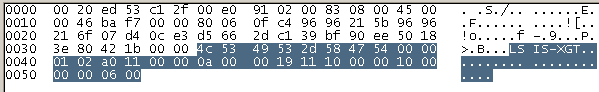 0000 00 20 ed 53 c1 2f 00 e0 91 02 00 83 08 00 45 00 . .S./.. ......E.
0010 00 46 ba f7 00 00 80 06 0f c4 96 96 21 5b 96 96 .F...... ....![..
0020 21 6f 07 d4 0c e3 d5 66 2d c1 39 bf 90 ee 50 18 !o.....f -.9...P.
0030 3e 80 42 1b 00 00 4c 53 49 53 2d 58 47 54 00 00 >.B...LS IS-XGT..
0040 01 02 a0 11 00 00 0a 00 00 19 11 10 00 00 10 00 ........ ........
0050 00 00 06 00 ....